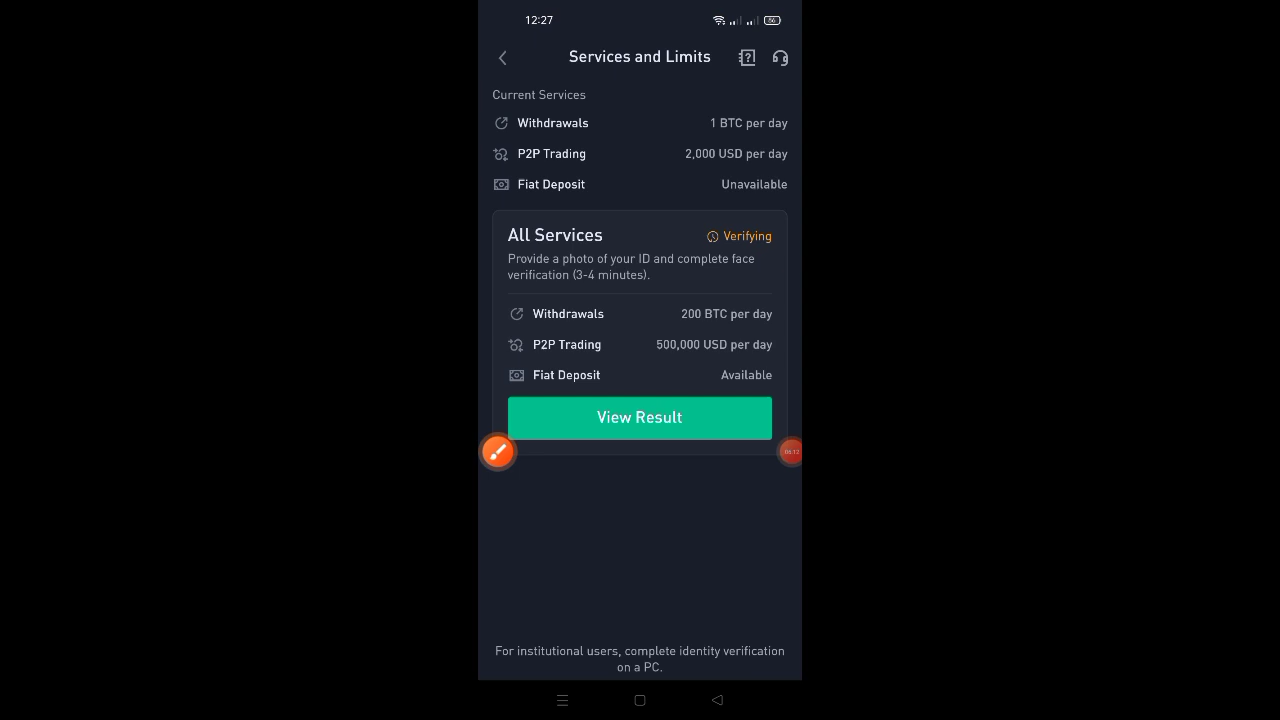 12:27
86
Services and Limits
Current Services
Withdrawals 1 BTC per day
P2P Trading 2,000 USD per day
Fiat Deposit Unavailable
All Services Verifying
Provide a photo of your ID and complete face
verification (3-4 minutes).
Withdrawals 200 BTC per day
P2P Trading 500,000 USD per day
Fiat Deposit Available
View Result
For institutional users, complete identity verification
on a PC.